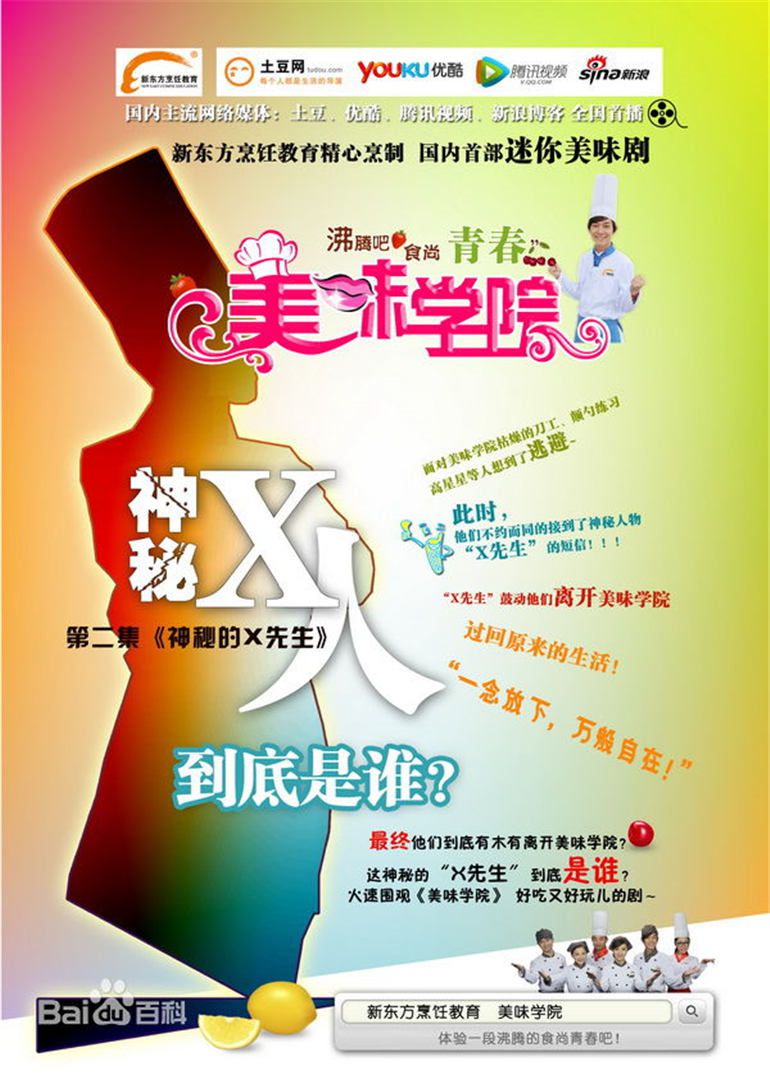 新东方烹饪教育
NEW EAST CUISINE EDUCATION
土豆网 tudou.com
每个人都是生活的导演
YOUKU优酷
腾讯视频
V.QQ.COM
sina新浪
国内主流网络媒体：土豆、优酷、腾讯视频、新浪博客 全国首播
新东方烹饪教育精心烹制 国内首部迷你美味剧
沸腾吧食尚青春
美味学院
面对美味学院枯燥的刀工、颠勺练习
高星星等人想到了逃避~
此时，
他们不约而同的接到了神秘人物
“X先生”的短信！！！
“X先生”鼓动他们离开美味学院
过回原来的生活！
“一念放下，万般自在！”
神秘X人
第二集《神秘的X先生》
到底是谁？
最终他们到底有木有离开美味学院？
这神秘的“X先生”到底是谁？
火速围观《美味学院》 好吃又好玩儿的剧~
Baidu百科
新东方烹饪教育 美味学院
体验一段沸腾的食尚青春吧！